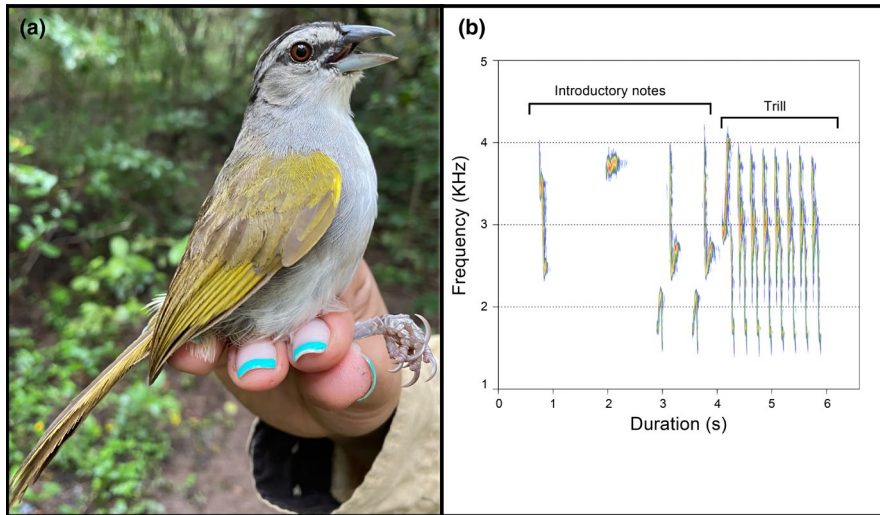 (a)
(b)
5
Introductory notes
Trill
4
3
2
1
Frequency (KHz)
0 1 2 3 4 5 6
Duration (s)